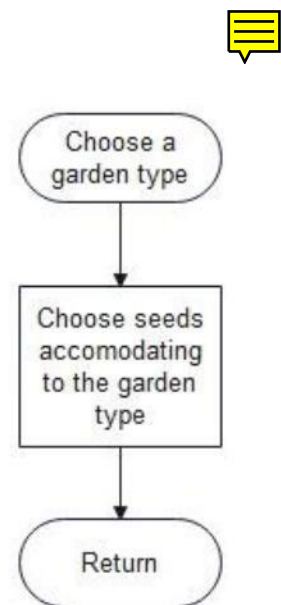 Choose a
garden type
Choose seeds
accomodating
to the garden
type
Return